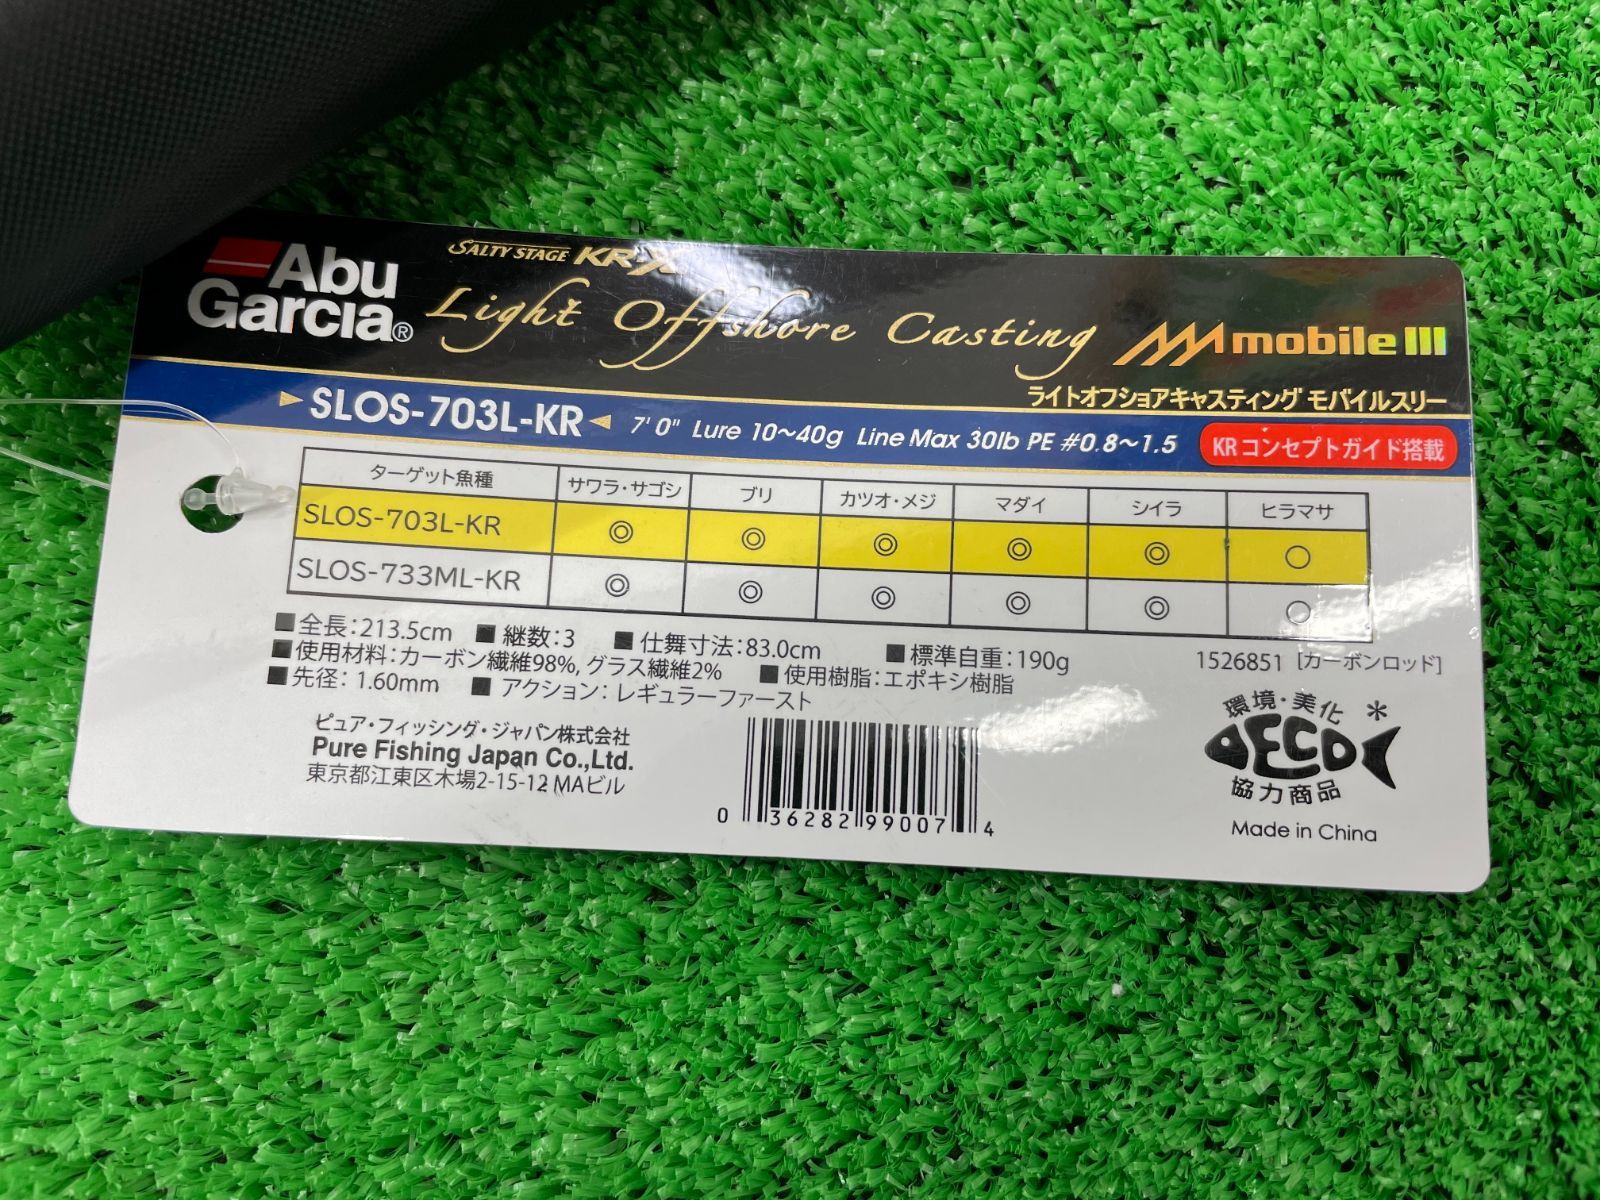 Abu Garcia®
SALTY STAGE KR-X
Light Offshore Casting
mobile III
ライトオフショアキャスティング モバイルスリー
SLOS-703L-KR 7'0" Lure 10～40g Line Max 30lb PE #0.8～1.5 KRコンセプトガイド搭載
ターゲット魚種 サワラ・サゴシ ブリ カツオ・メジ マダイ シイラ ヒラマサ
SLOS-703L-KR ◎ ◎ ◎ ◎ ◎ ○
SLOS-733ML-KR ◎ ◎ ◎ ◎ ◎ ○
■全長：213.5cm ■継数：3 ■仕舞寸法：83.0cm ■標準自重：190g
■使用材料：カーボン繊維98%, グラス繊維2% ■使用樹脂：エポキシ樹脂
■先径：1.60mm ■アクション：レギュラーファースト
1526851 [カーボンロッド]
ピュア・フィッシング・ジャパン株式会社
Pure Fishing Japan Co.,Ltd.
東京都江東区木場2-15-12 MAビル
0 36282 99007 4
環境・美化 *
DECO
協力商品
Made in China